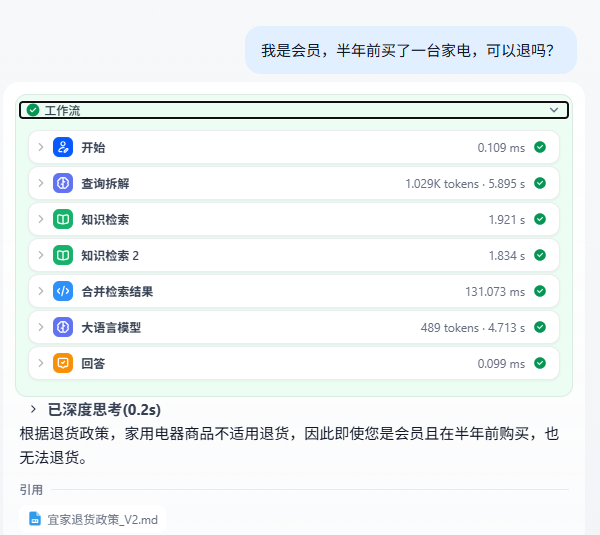 我是会员，半年前买了一台家电，可以退吗？
工作流
开始 0.109 ms
查询拆解 1.029K tokens · 5.895 s
知识检索 1.921 s
知识检索 2 1.834 s
合并检索结果 131.073 ms
大语言模型 489 tokens · 4.713 s
回答 0.099 ms
已深度思考(0.2s)
根据退货政策，家用电器商品不适用退货，因此即使您是会员且在半年前购买，也
无法退货。
引用
宜家退货政策_V2.md